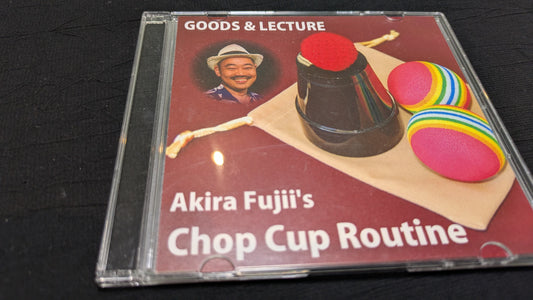 GOODS & LECTURE
Akira Fujii's
Chop Cup Routine